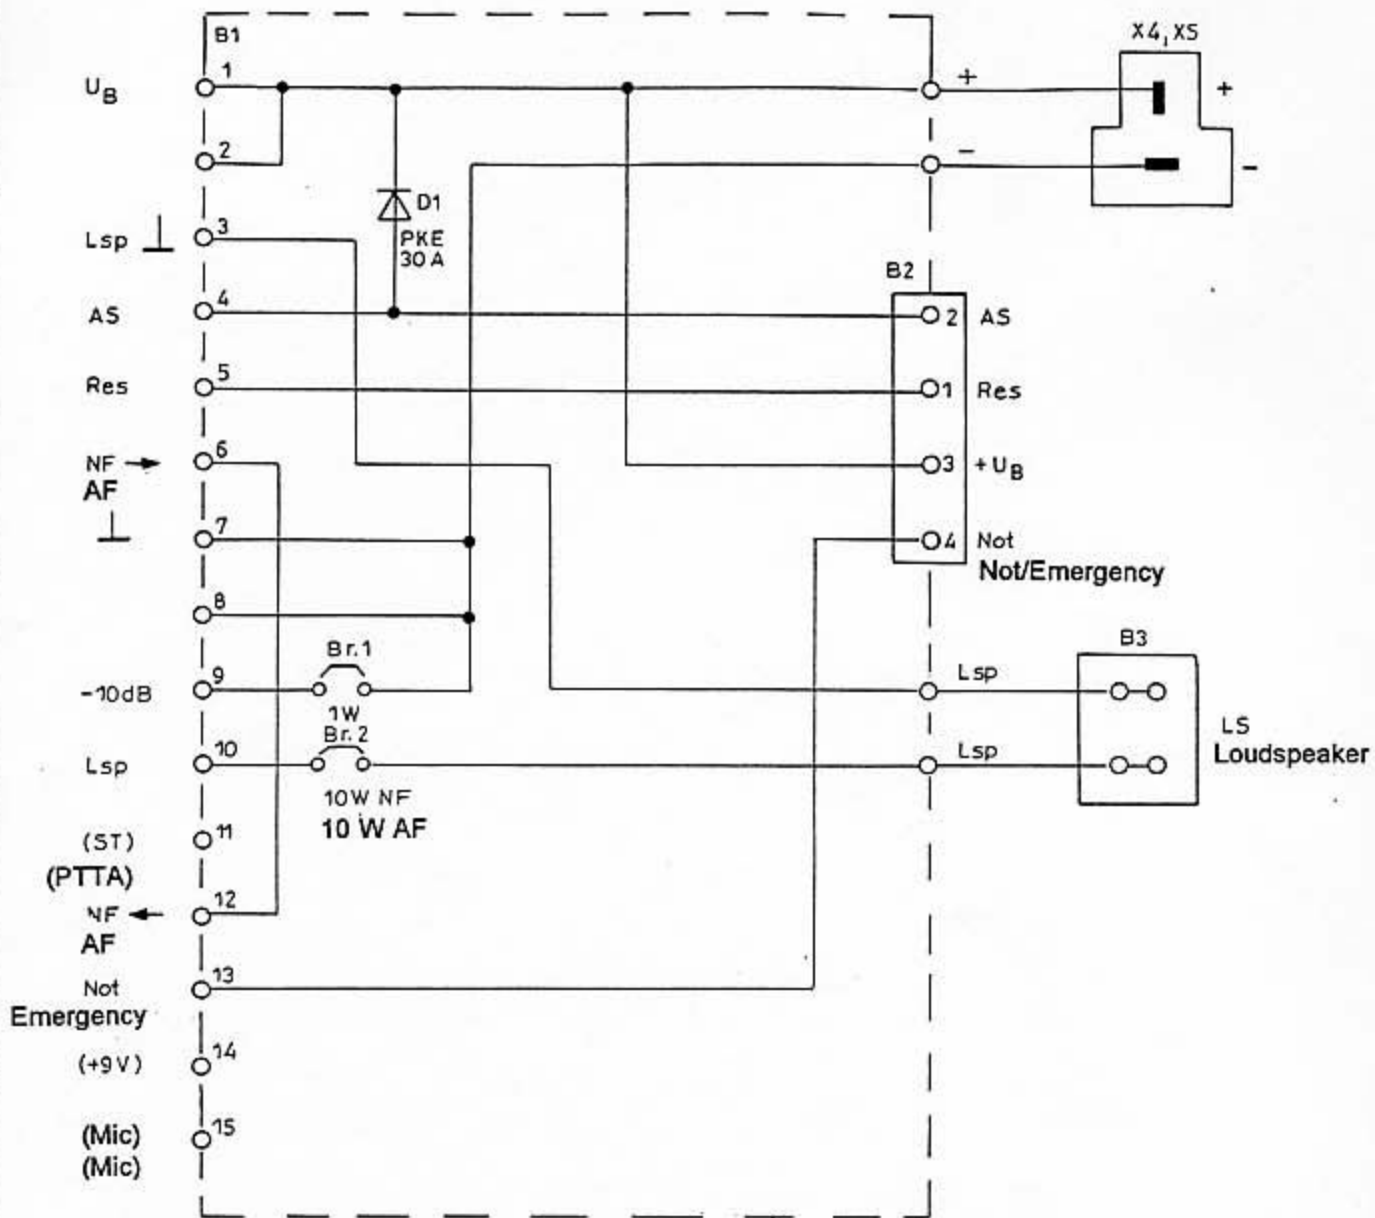 B1
X4, X5
UB
1
+
+
2
-
-
Lsp
3
D1
PKE
30 A
B2
AS
4
2
AS
Res
5
1
Res
NF
6
3
+UB
AF
7
4
Not
Not/Emergency
8
Br.1
B3
-10dB
9
1W
Lsp
Br.2
LS
Loudspeaker
Lsp
10
Lsp
10W NF
10 W AF
(ST)
11
(PTTA)
NF
12
AF
Not
13
Emergency
(+9V)
14
(Mic)
15
(Mic)